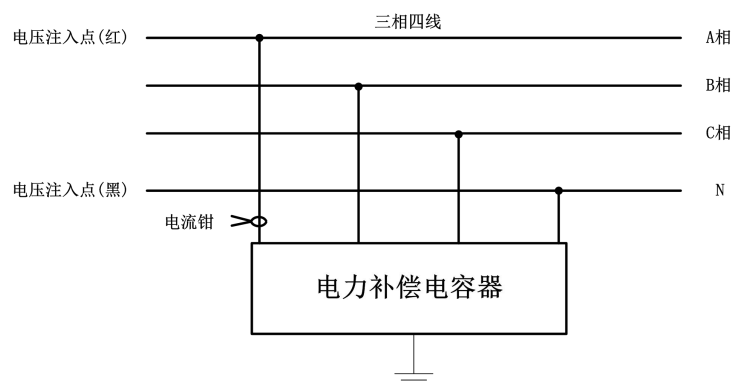 三相四线
电压注入点(红)
A相
B相
C相
电压注入点(黑)
N
电流钳
电力补偿电容器